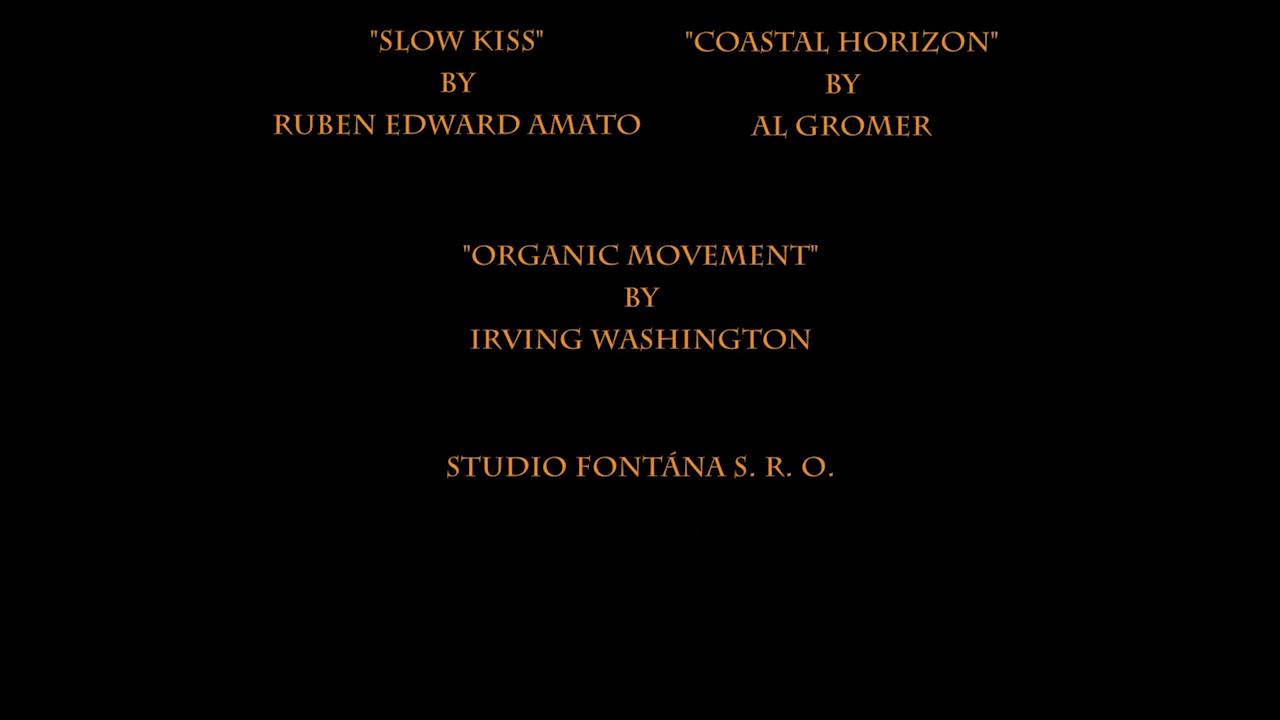 "SLOW KISS"
BY
RUBEN EDWARD AMATO
"COASTAL HORIZON"
BY
AL GROMER
"ORGANIC MOVEMENT"
BY
IRVING WASHINGTON
STUDIO FONTÁNA S. R. O.